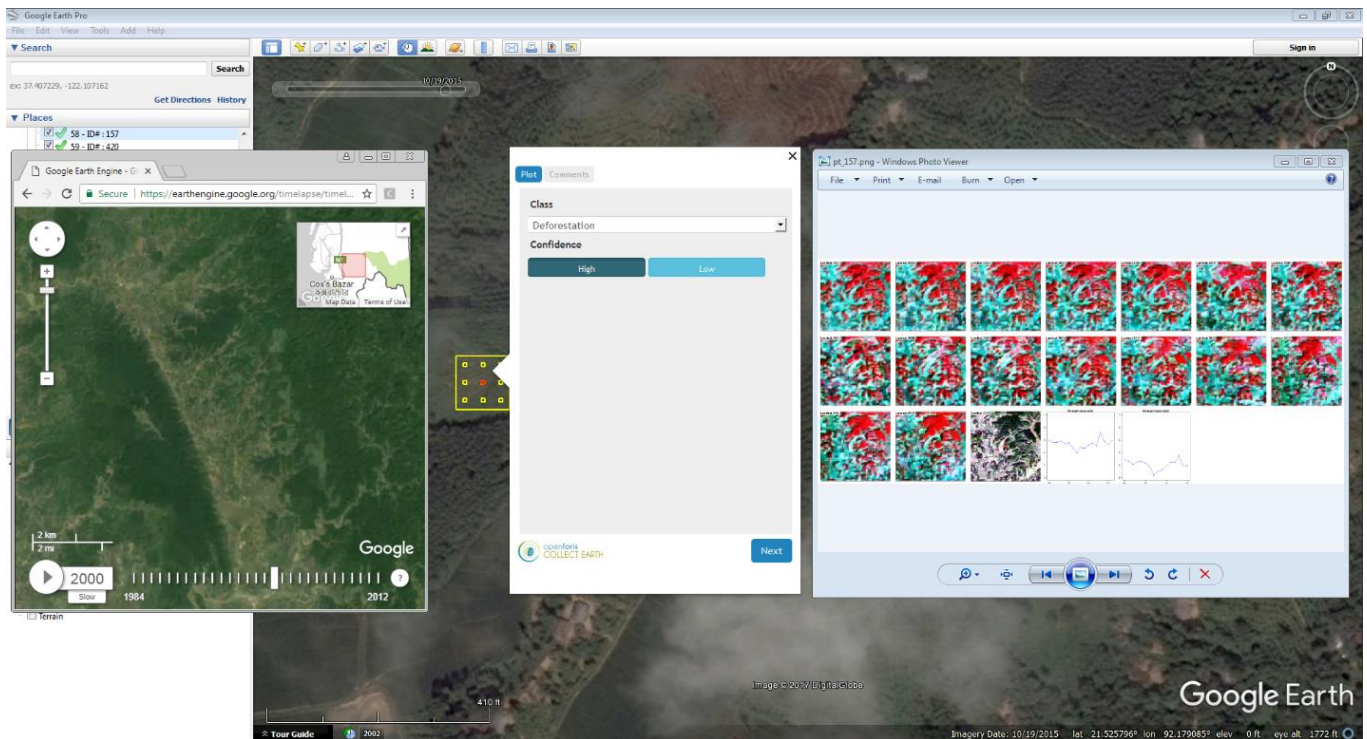 Google Earth Pro
File Edit View Tools Add Help
▼ Search
Search
ex: 37.407229, -122.107162
Get Directions History
▼ Places
58 - ID# : 157
59 - ID# : 420
Sign in
10/19/2015
N
Google Earth Engine - G
Secure | https://earthengine.google.org/timelapse/timel...
Cox's Bazar
Map Data Terms of Use
2 km
2 mi
Google
2000
Slow
1984
2012
?
Terrain
Plot Comments
Class
Deforestation
Confidence
High Low
openforis
COLLECT EARTH
Next
pt_157.png - Windows Photo Viewer
File Print E-mail Burn Open
Image © 2017 DigitalGlobe
Google Earth
410 ft
Tour Guide 2002
Imagery Date: 10/19/2015 lat 21.525796° lon 92.179085° elev 0 ft eye alt 1772 ft